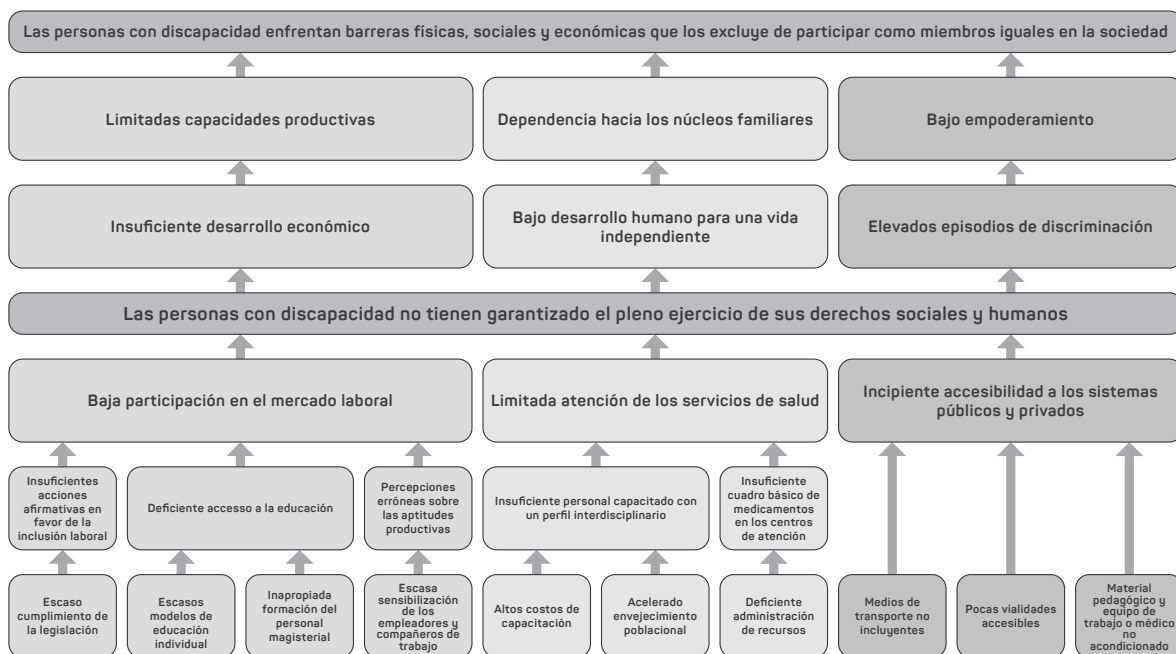 Las personas con discapacidad enfrentan barreras físicas, sociales y económicas que los excluye de participar como miembros iguales en la sociedad
Limitadas capacidades productivas
Dependencia hacia los núcleos familiares
Bajo empoderamiento
Insuficiente desarrollo económico
Bajo desarrollo humano para una vida
independiente
Elevados episodios de discriminación
Las personas con discapacidad no tienen garantizado el pleno ejercicio de sus derechos sociales y humanos
Baja participación en el mercado laboral
Limitada atención de los servicios de salud
Incipiente accesibilidad a los sistemas
públicos y privados
Insuficientes
acciones
afirmativas en
favor de la
inclusión laboral
Deficiente accesso a la educación
Percepciones
erróneas sobre
las aptitudes
productivas
Insuficiente personal capacitado con
un perfil interdisciplinario
Insuficiente
cuadro básico de
medicamentos
en los centros
de atención
Escaso
cumplimiento de
la legislación
Escasos
modelos de
educación
individual
Inapropiada
formación del
personal
magisterial
Escasa
sensibilización
de los
empleadores y
compañeros de
trabajo
Altos costos de
capacitación
Acelerado
envejecimiento
poblacional
Deficiente
administración
de recursos
Medios de
transporte no
incluyentes
Pocas vialidades
accesibles
Material
pedagógico y
equipo de
trabajo o médico
no
acondicionado